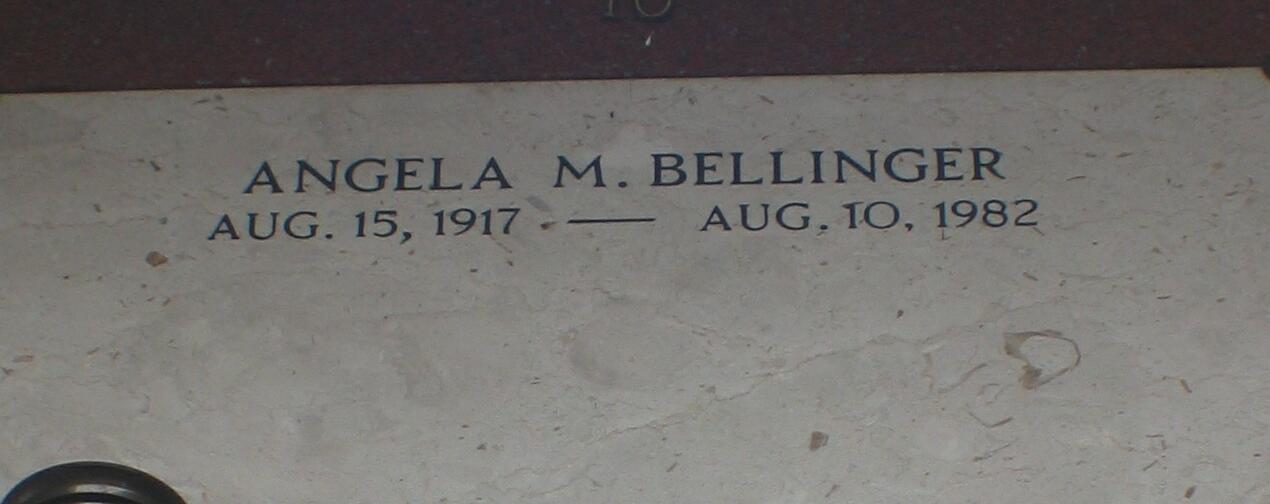 ANGELA M. BELLINGER
AUG. 15, 1917 — AUG. 10, 1982